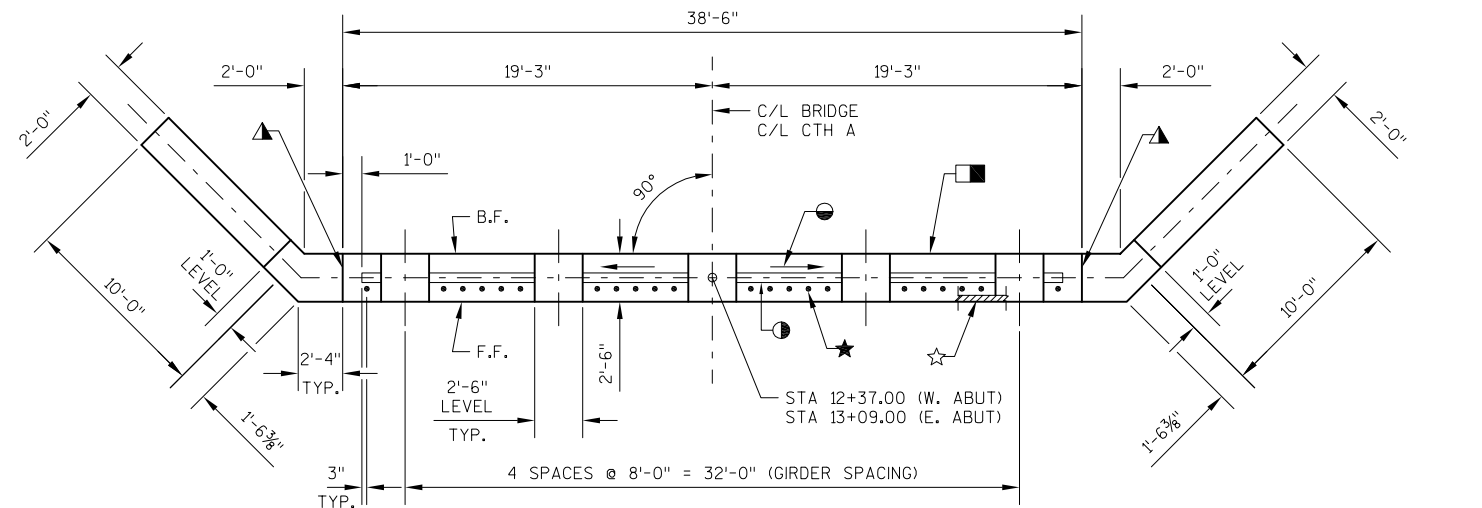 38'-6"
2'-0"
19'-3"
19'-3"
2'-0"
C/L BRIDGE
C/L CTH A
2'-0"
2'-0"
1'-0"
90°
B.F.
1'-0"
LEVEL
1'-0"
LEVEL
10'-0"
10'-0"
F.F.
2'-6"
2'-4"
TYP.
2'-6"
LEVEL
TYP.
STA 12+37.00 (W. ABUT)
STA 13+09.00 (E. ABUT)
1'-6⅜"
1'-6⅜"
3"
TYP.
4 SPACES @ 8'-0" = 32'-0" (GIRDER SPACING)